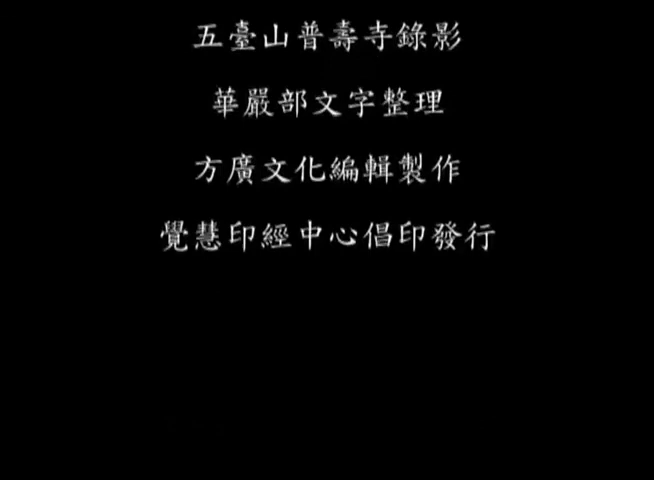 五臺山普壽寺錄影
華嚴部文字整理
方廣文化編輯製作
覺慧印經中心倡印發行